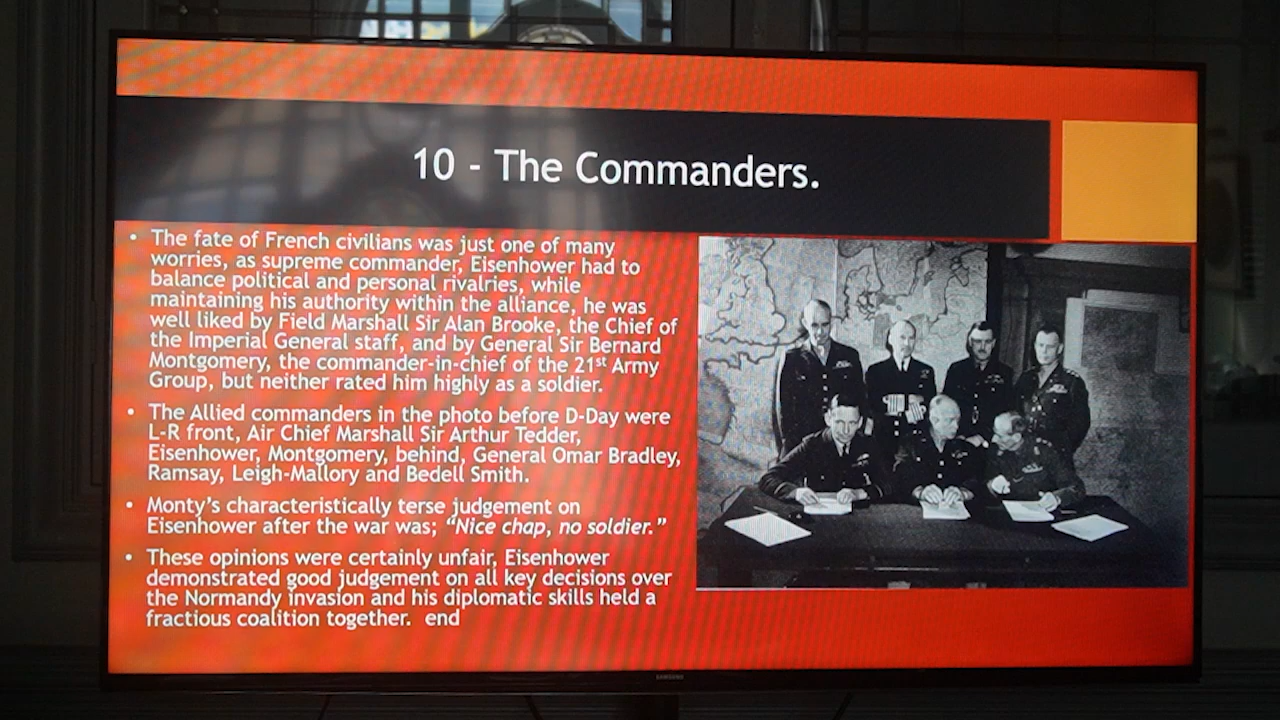 10 - The Commanders.
• The fate of French civilians was just one of many
worries, as supreme commander, Eisenhower had to
balance political and personal rivalries, while
maintaining his authority within the alliance, he was
well liked by Field Marshall Sir Alan Brooke, the Chief of
the Imperial General staff, and by General Sir Bernard
Montgomery, the commander-in-chief of the 21st Army
Group, but neither rated him highly as a soldier.
• The Allied commanders in the photo before D-Day were
L-R front, Air Chief Marshall Sir Arthur Tedder,
Eisenhower, Montgomery, behind, General Omar Bradley,
Ramsay, Leigh-Mallory and Bedell Smith.
• Monty's characteristically terse judgement on
Eisenhower after the war was; "Nice chap, no soldier."
• These opinions were certainly unfair, Eisenhower
demonstrated good judgement on all key decisions over
the Normandy invasion and his diplomatic skills held a
fractious coalition together. end
SAMSUNG